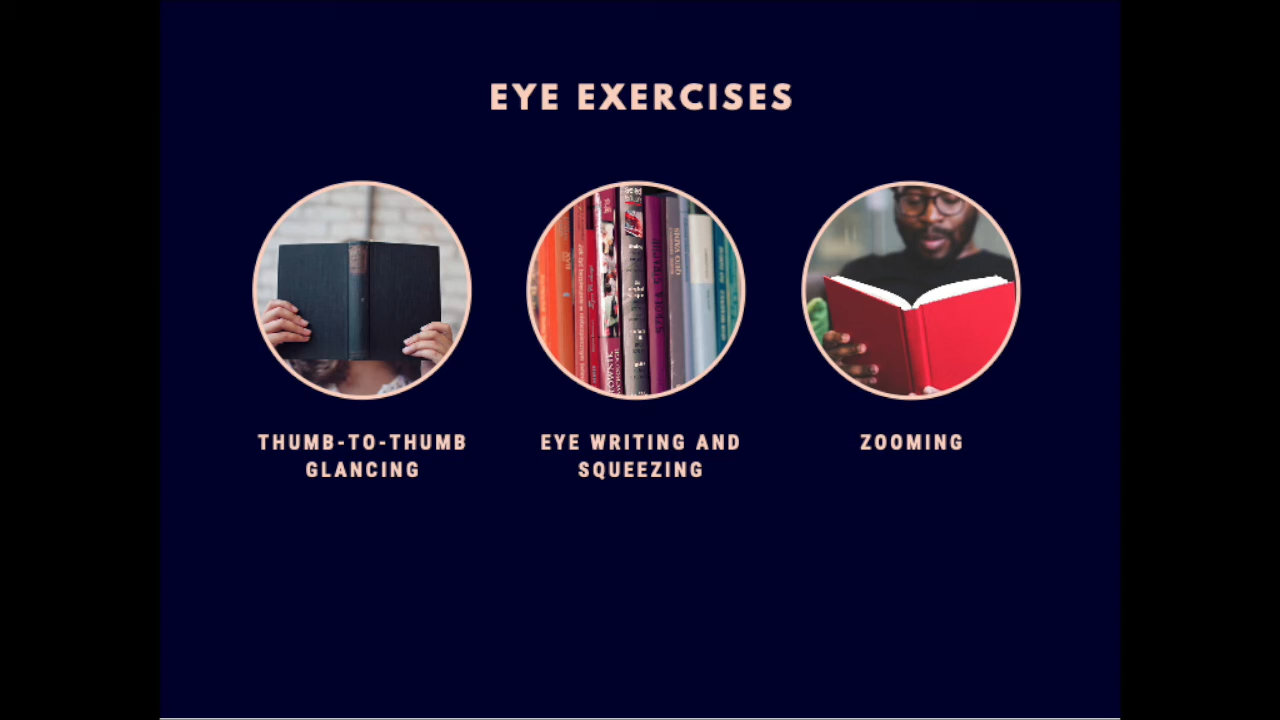 EYE EXERCISES
THUMB-TO-THUMB
GLANCING
EYE WRITING AND
SQUEEZING
ZOOMING